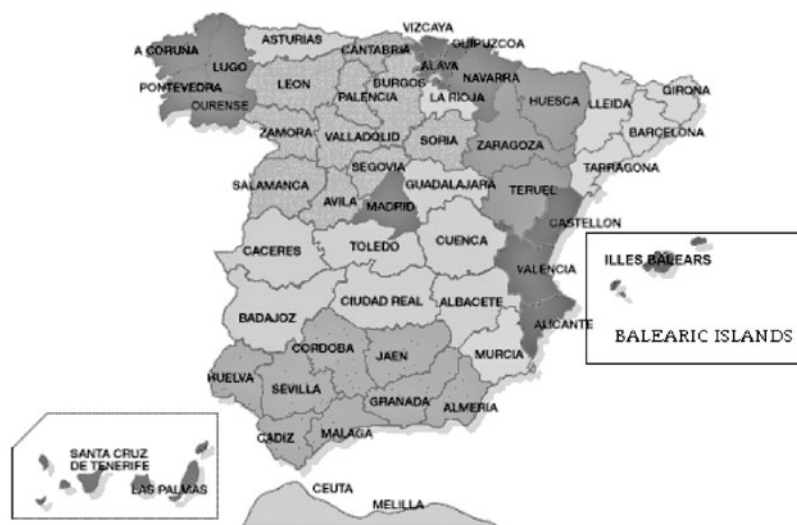 VIZCAYA
A CORUÑA
ASTURIAS
CANTABRIA
GUIPUZCOA
LUGO
ALAVA
NAVARRA
LEON
BURGOS
PALENCIA
LA RIOJA
HUESCA
LLEIDA
GIRONA
PONTEVEDRA
OURENSE
BARCELONA
ZAMORA
VALLADOLID
SORIA
ZARAGOZA
SEGOVIA
TARRAGONA
SALAMANCA
GUADALAJARA
TERUEL
AVILA
MADRID
CASTELLON
CACERES
TOLEDO
CUENCA
ILLES BALEARS
VALENCIA
BADAJOZ
CIUDAD REAL
ALBACETE
ALICANTE
BALEARIC ISLANDS
CORDOBA
JAEN
MURCIA
HUELVA
SEVILLA
GRANADA
ALMERIA
CADIZ
MALAGA
SANTA CRUZ
DE TENERIFE
LAS PALMAS
CEUTA
MELILLA